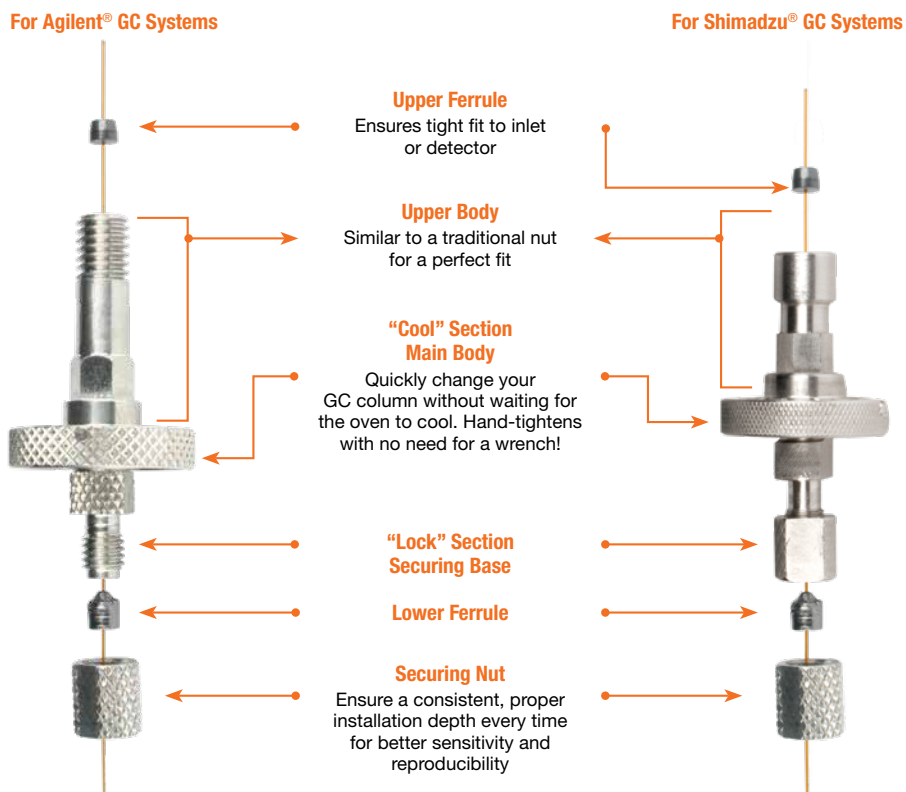 For Agilent® GC Systems
For Shimadzu® GC Systems
Upper Ferrule
Ensures tight fit to inlet
or detector
Upper Body
Similar to a traditional nut
for a perfect fit
“Cool” Section
Main Body
Quickly change your
GC column without waiting for
the oven to cool. Hand-tightens
with no need for a wrench!
“Lock” Section
Securing Base
Lower Ferrule
Securing Nut
Ensure a consistent, proper
installation depth every time
for better sensitivity and
reproducibility